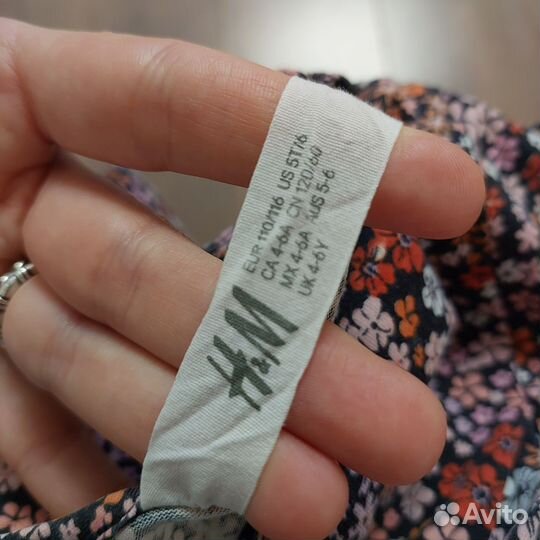 EUR 110/116 US 5T/6
CA 4-6A CN 120/60
MX 4-6A AUS 5-6
UK 4-6Y
H&M
Avito